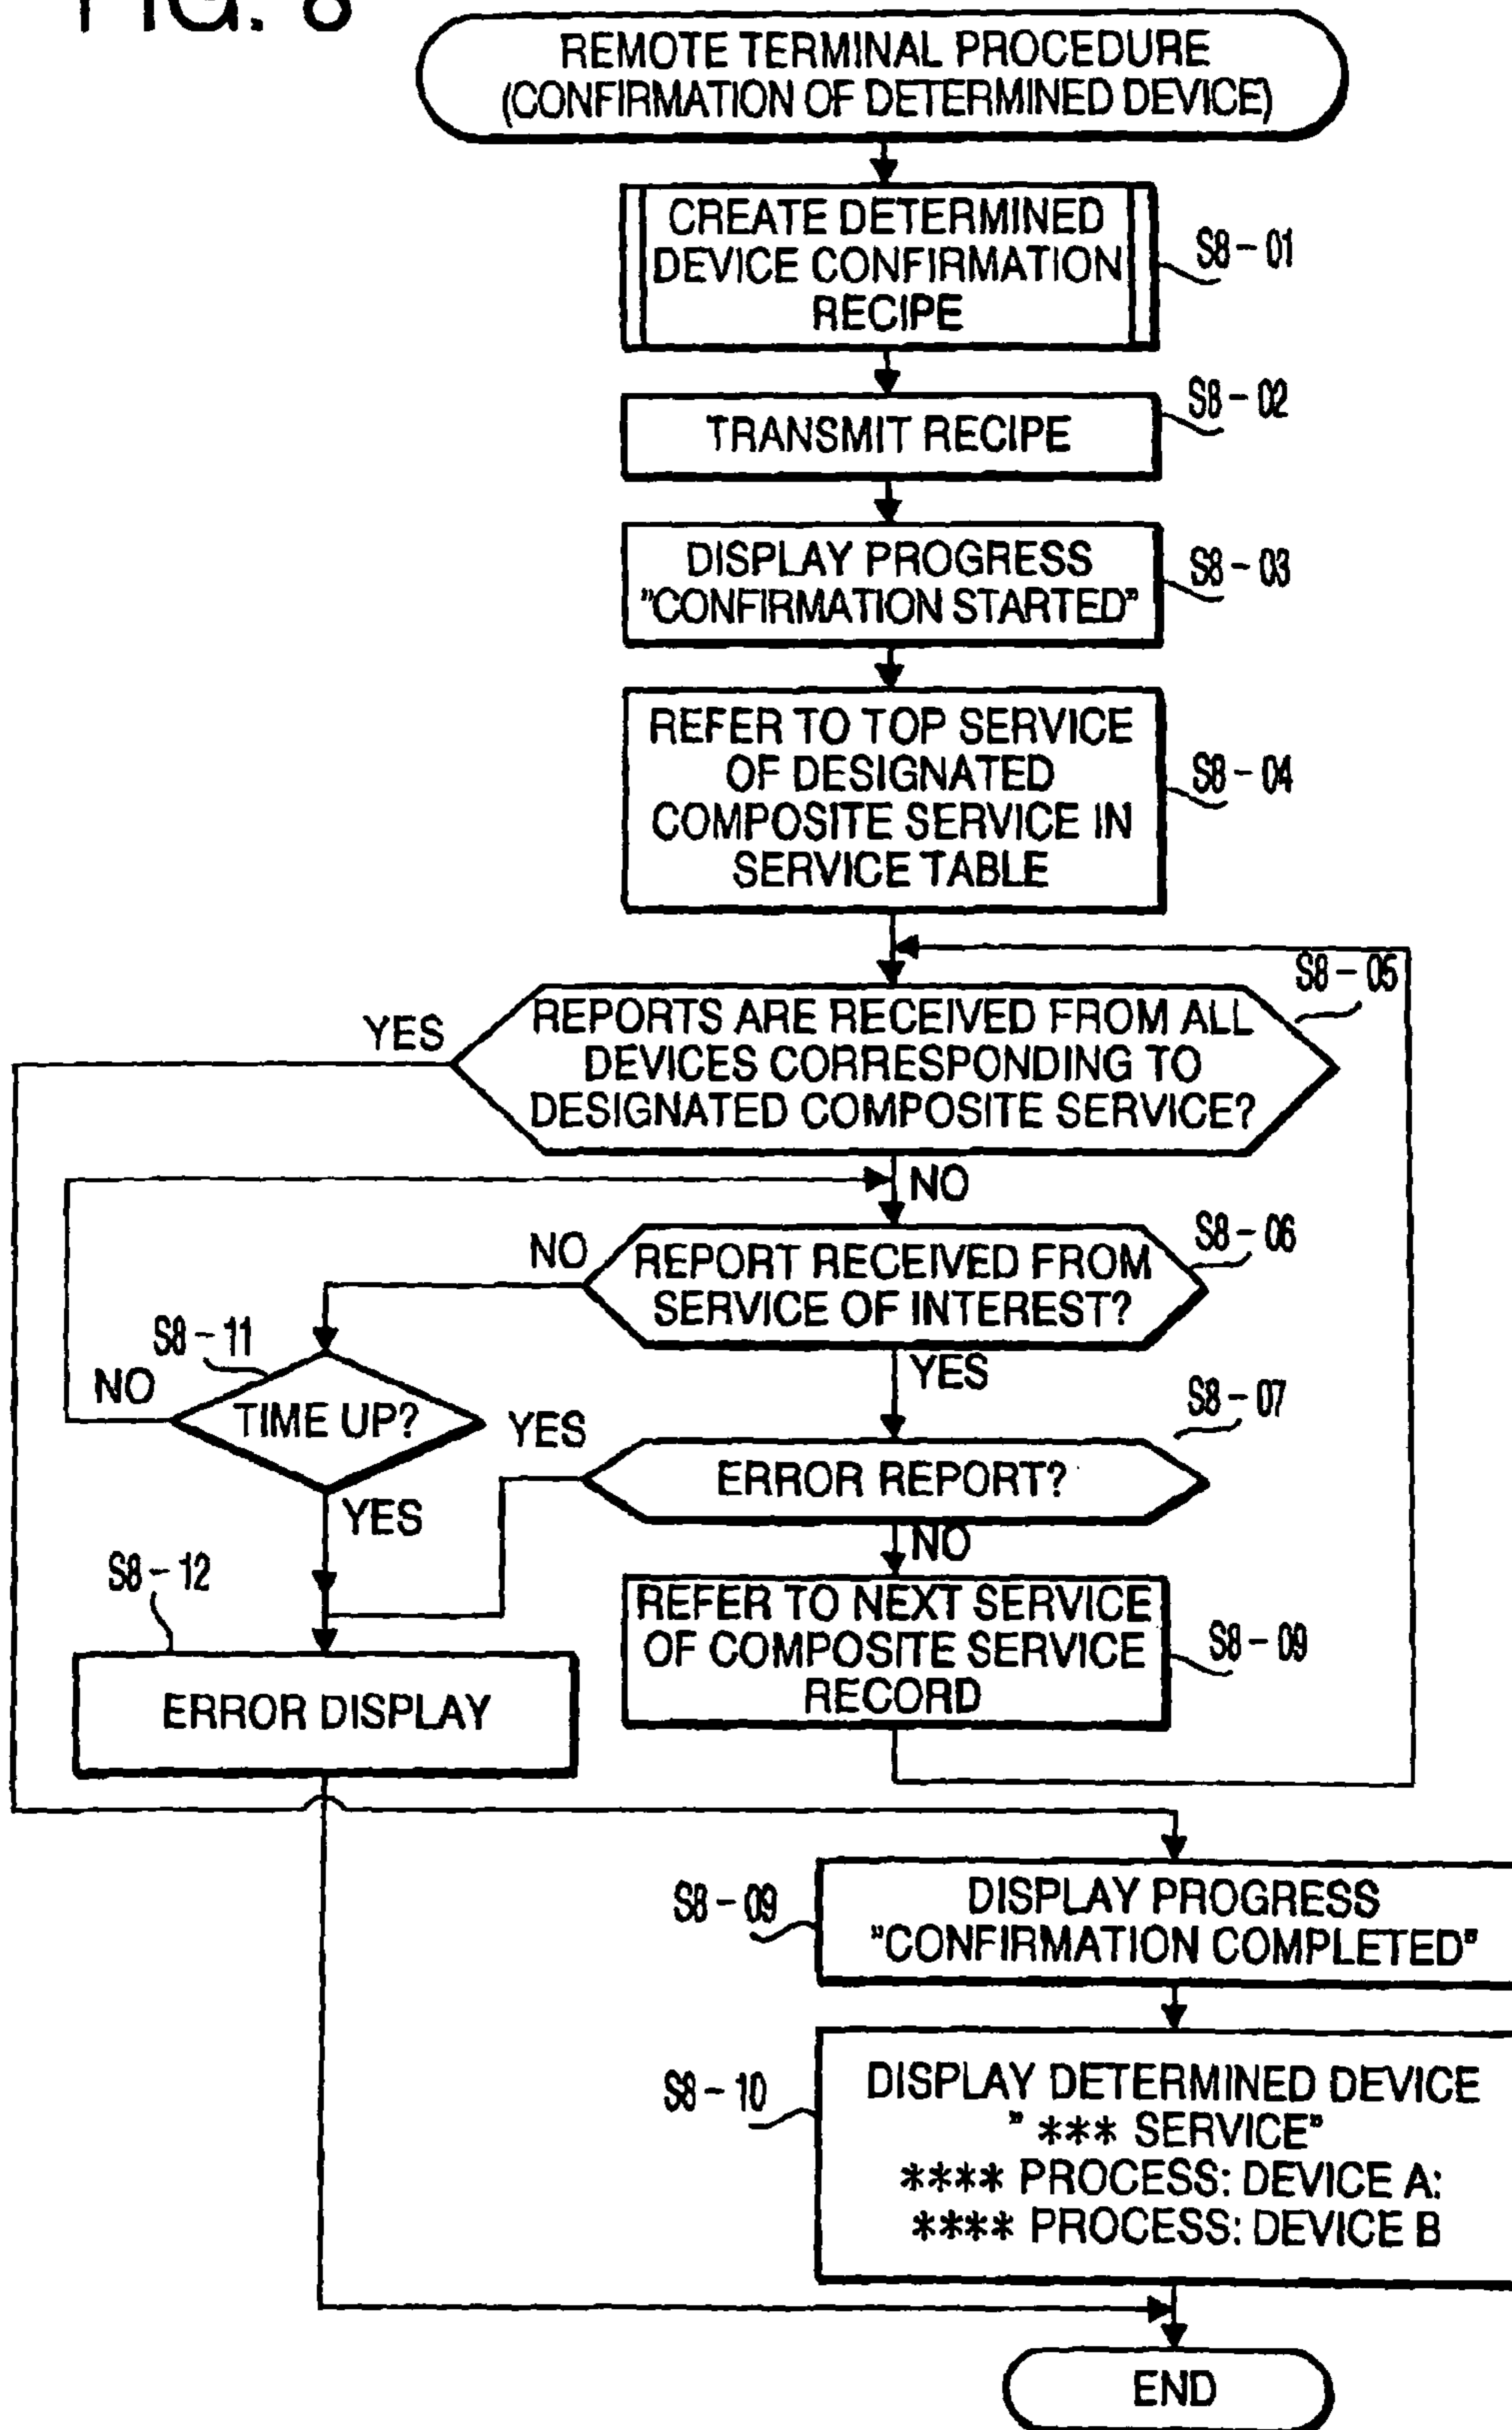 FIG. 8
REMOTE TERMINAL PROCEDURE
(CONFIRMATION OF DETERMINED DEVICE)
CREATE DETERMINED
DEVICE CONFIRMATION
RECIPE
S8-01
TRANSMIT RECIPE
S8-02
DISPLAY PROGRESS
"CONFIRMATION STARTED"
S8-03
REFER TO TOP SERVICE
OF DESIGNATED
COMPOSITE SERVICE IN
SERVICE TABLE
S8-04
S8-05
YES
REPORTS ARE RECEIVED FROM ALL
DEVICES CORRESPONDING TO
DESIGNATED COMPOSITE SERVICE?
NO
S8-06
NO
REPORT RECEIVED FROM
SERVICE OF INTEREST?
YES
S8-11
NO
TIME UP?
YES
S8-07
YES
ERROR REPORT?
NO
S8-12
ERROR DISPLAY
REFER TO NEXT SERVICE
OF COMPOSITE SERVICE
RECORD
S8-09
S8-09
DISPLAY PROGRESS
"CONFIRMATION COMPLETED"
S8-10
DISPLAY DETERMINED DEVICE
" *** SERVICE"
**** PROCESS: DEVICE A:
**** PROCESS: DEVICE B
END